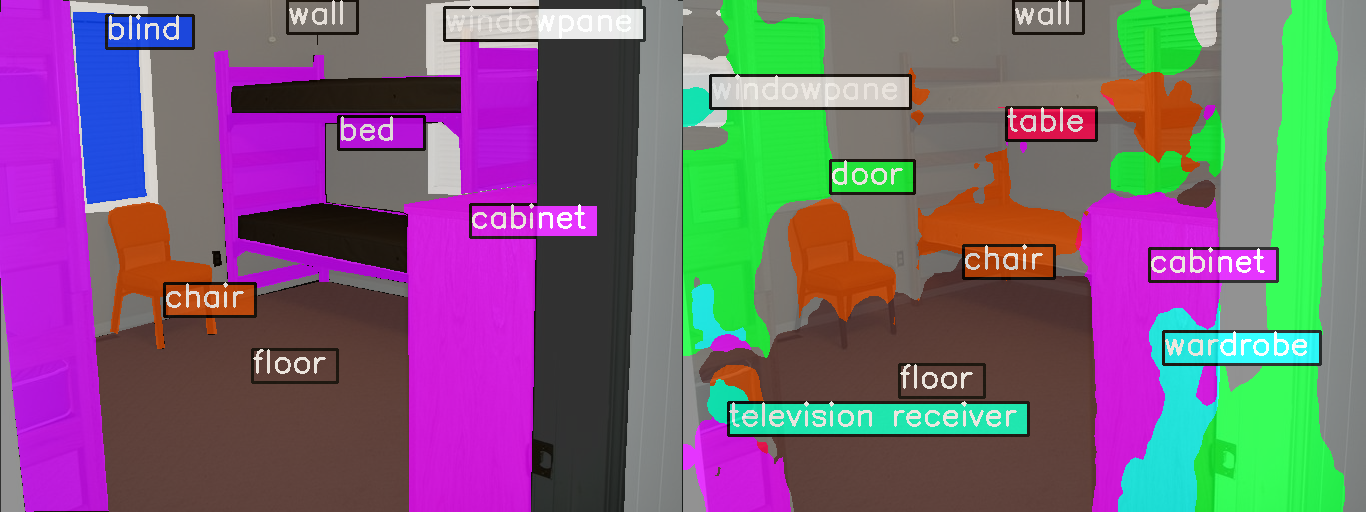 blind
wall
windowpane
bed
cabinet
chair
floor
wall
windowpane
table
door
chair
cabinet
wardrobe
floor
television receiver